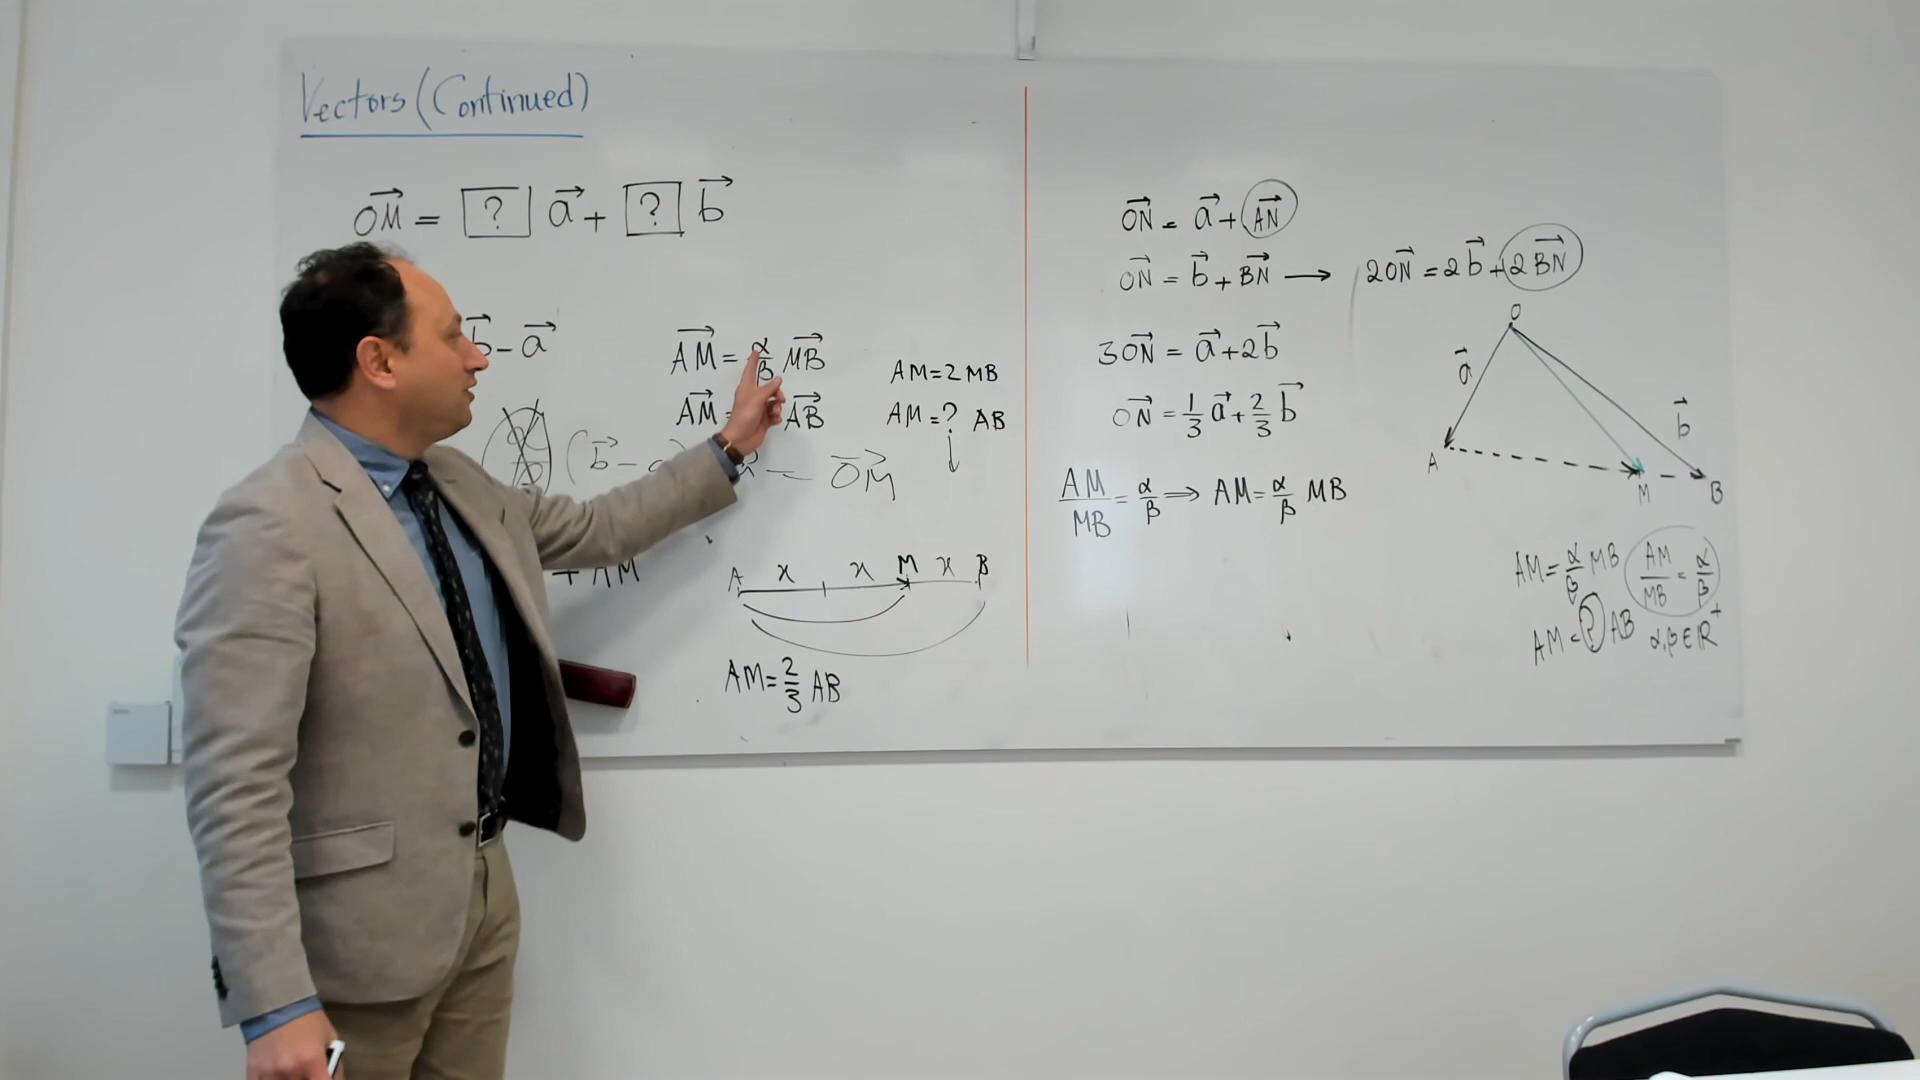 Vectors (Continued)
OM = ? a + ? b
b - a
AM = α/β MB
AM = AB
AM = 2 MB
AM = ? AB
(b - a) = OM
+ AM
A x x M x B
AM = 2/3 AB
ON = a + AN
ON = b + BN → 2ON = 2b + 2BN
3ON = a + 2b
ON = 1/3 a + 2/3 b
AM/MB = α/β ⇒ AM = α/β MB
O
a
b
A
M
B
AM = α/β MB
AM/MB = α/β
AM = ? AB
α, β ∈ ℝ⁺